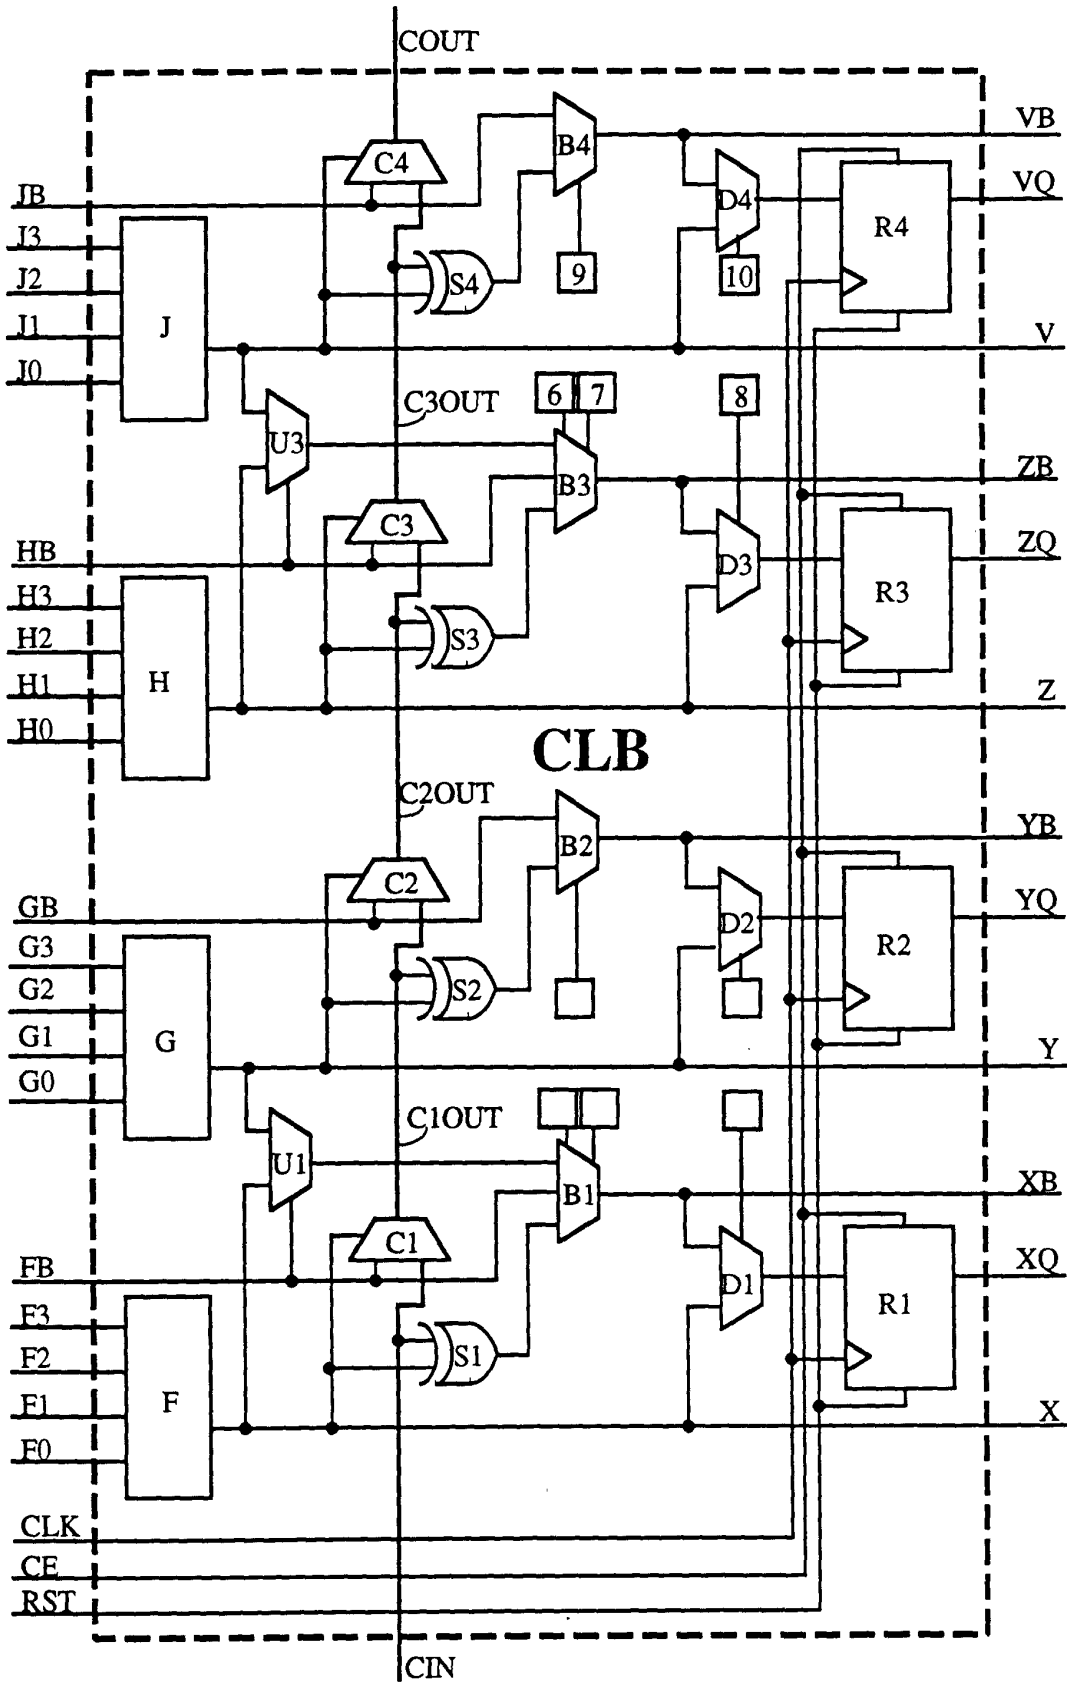 COUT
VB
B4
C4
VQ
JB
D4
R4
J3
9
10
S4
J2
J1
J
V
J0
6 7
8
C3OUT
U3
ZB
B3
C3
HB
D3
ZQ
H3
R3
H2
S3
H1
H
Z
H0
CLB
C2OUT
YB
B2
C2
GB
D2
YQ
G3
R2
G2
S2
G1
G
Y
G0
C1OUT
U1
XB
B1
C1
FB
D1
XQ
F3
R1
F2
S1
F1
F
X
F0
CLK
CE
RST
CIN